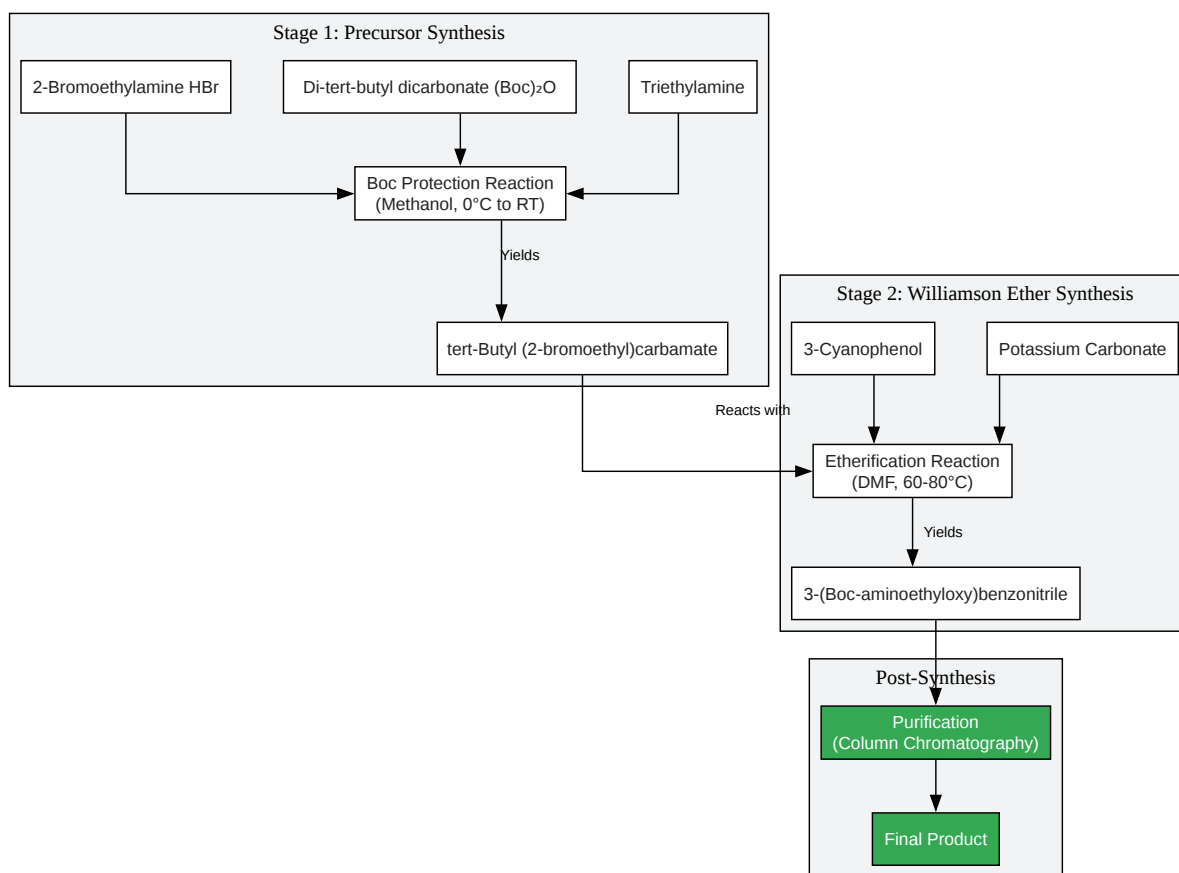 Stage 1: Precursor Synthesis
2-Bromoethylamine HBr
Di-tert-butyl dicarbonate (Boc)₂O
Triethylamine
Boc Protection Reaction
(Methanol, 0°C to RT)
Yields
tert-Butyl (2-bromoethyl)carbamate
Stage 2: Williamson Ether Synthesis
3-Cyanophenol
Potassium Carbonate
Reacts with
Etherification Reaction
(DMF, 60-80°C)
Yields
3-(Boc-aminoethyloxy)benzonitrile
Post-Synthesis
Purification
(Column Chromatography)
Final Product